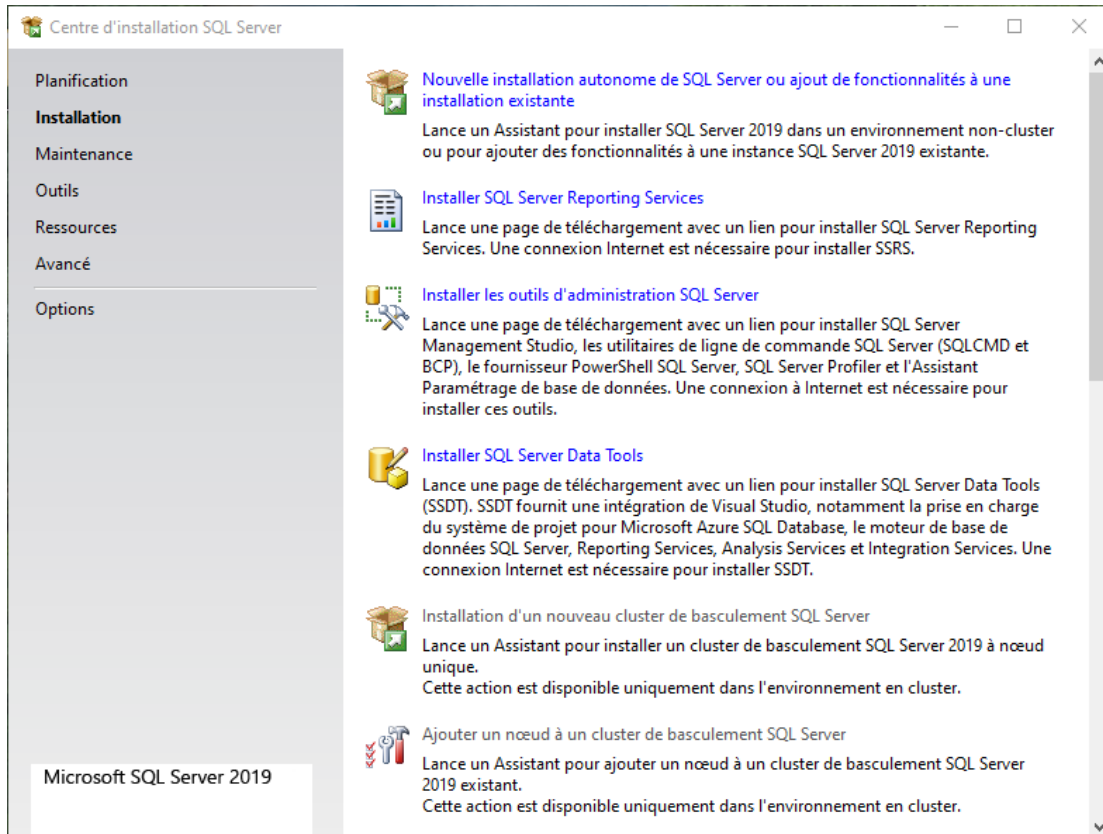 Centre d'installation SQL Server
Planification
Installation
Maintenance
Outils
Ressources
Avancé
Options
Microsoft SQL Server 2019
Nouvelle installation autonome de SQL Server ou ajout de fonctionnalités à une
installation existante
Lance un Assistant pour installer SQL Server 2019 dans un environnement non-cluster
ou pour ajouter des fonctionnalités à une instance SQL Server 2019 existante.
Installer SQL Server Reporting Services
Lance une page de téléchargement avec un lien pour installer SQL Server Reporting
Services. Une connexion Internet est nécessaire pour installer SSRS.
Installer les outils d'administration SQL Server
Lance une page de téléchargement avec un lien pour installer SQL Server
Management Studio, les utilitaires de ligne de commande SQL Server (SQLCMD et
BCP), le fournisseur PowerShell SQL Server, SQL Server Profiler et l'Assistant
Paramétrage de base de données. Une connexion à Internet est nécessaire pour
installer ces outils.
Installer SQL Server Data Tools
Lance une page de téléchargement avec un lien pour installer SQL Server Data Tools
(SSDT). SSDT fournit une intégration de Visual Studio, notamment la prise en charge
du système de projet pour Microsoft Azure SQL Database, le moteur de base de
données SQL Server, Reporting Services, Analysis Services et Integration Services. Une
connexion Internet est nécessaire pour installer SSDT.
Installation d'un nouveau cluster de basculement SQL Server
Lance un Assistant pour installer un cluster de basculement SQL Server 2019 à nœud
unique.
Cette action est disponible uniquement dans l'environnement en cluster.
Ajouter un nœud à un cluster de basculement SQL Server
Lance un Assistant pour ajouter un nœud à un cluster de basculement SQL Server
2019 existant.
Cette action est disponible uniquement dans l'environnement en cluster.